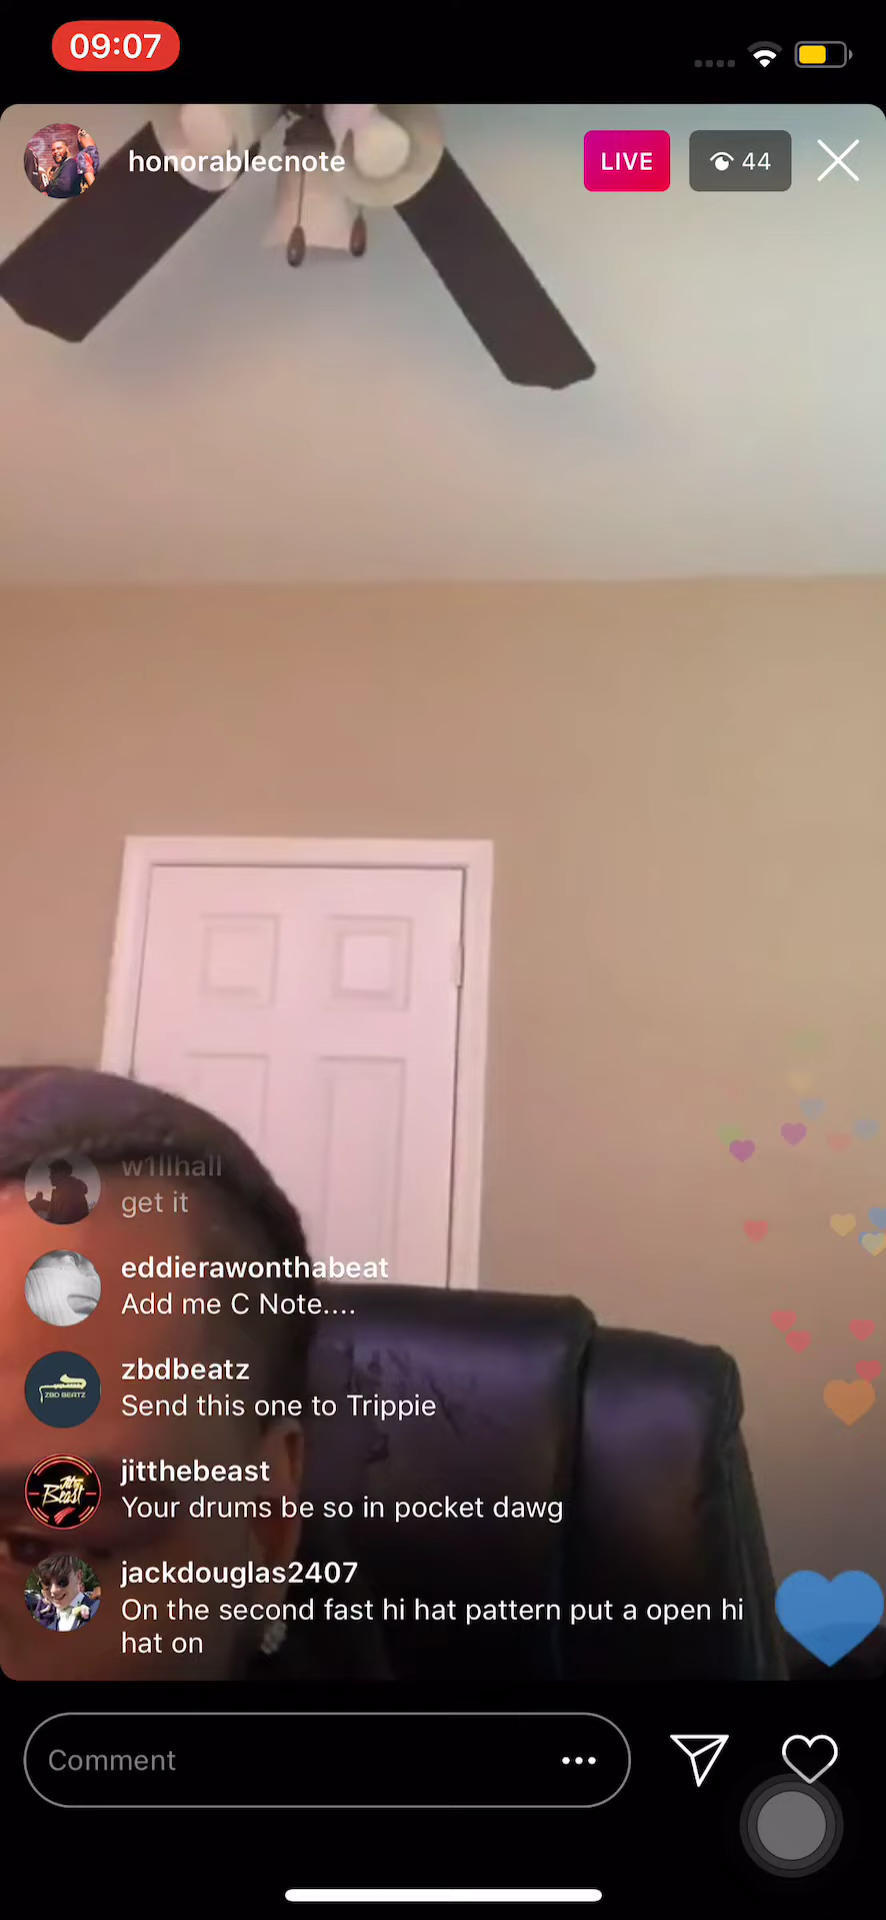 09:07
honorablecnote
LIVE
44
w1llhall
get it
eddierawonthabeat
Add me C Note....
ZBD BEATZ
zbdbeatz
Send this one to Trippie
jitthebeast
Your drums be so in pocket dawg
jackdouglas2407
On the second fast hi hat pattern put a open hi
hat on
Comment